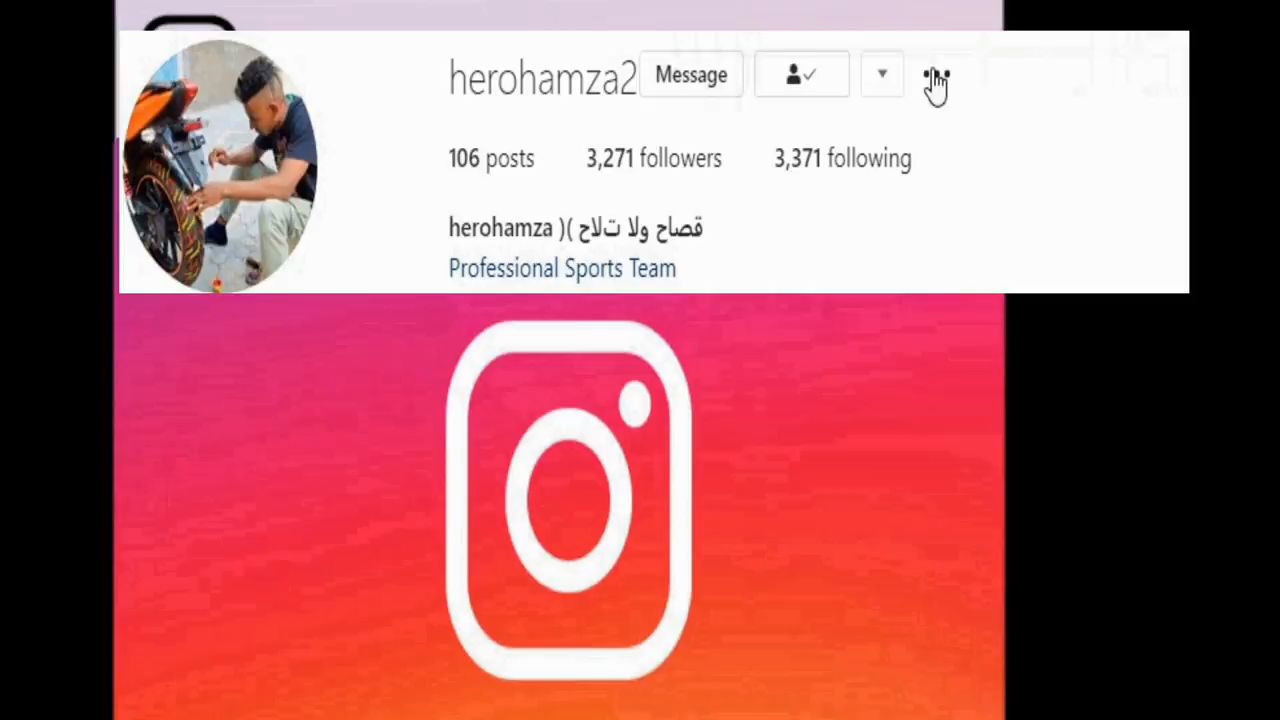 herohamza2 Message
106 posts 3,271 followers 3,371 following
herohamza )( قصاح ولا تلاح
Professional Sports Team